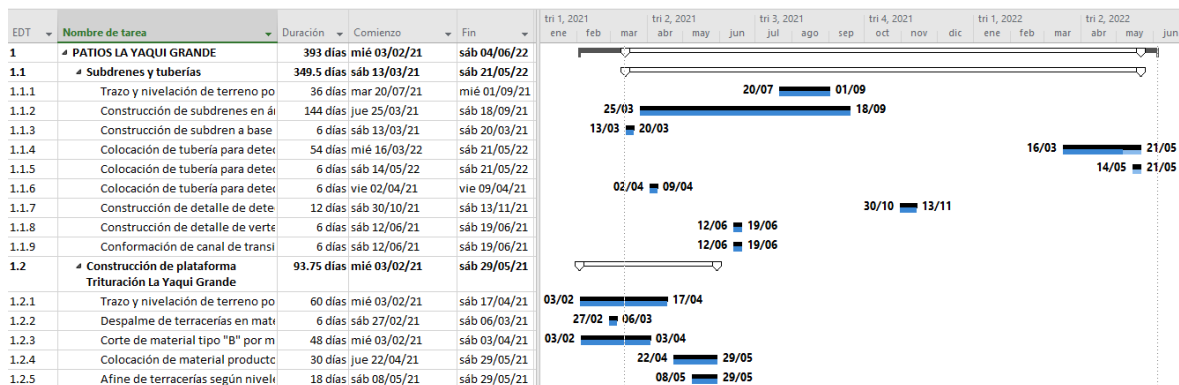 tri 1, 2021 tri 2, 2021 tri 3, 2021 tri 4, 2021 tri 1, 2022 tri 2, 2022
EDT Nombre de tarea Duración Comienzo Fin ene feb mar abr may jun jul ago sep oct nov dic ene feb mar abr may jun
1 PATIOS LA YAQUI GRANDE 393 días mié 03/02/21 sáb 04/06/22
1.1 Subdrenes y tuberías 349.5 días sáb 13/03/21 sáb 21/05/22
1.1.1 Trazo y nivelación de terreno po 36 días mar 20/07/21 mié 01/09/21 20/07 01/09
1.1.2 Construcción de subdrenes en ár 144 días jue 25/03/21 sáb 18/09/21 25/03 18/09
1.1.3 Construcción a subdren a base 6 días sáb 13/03/21 sáb 20/03/21 13/03 20/03
1.1.4 Colocación de tubería para detec 54 días mié 16/03/22 sáb 21/05/22 16/03 21/05
1.1.5 Colocación de tubería para detec 6 días sáb 14/05/22 sáb 21/05/22 14/05 21/05
1.1.6 Colocación de tubería para detec 6 días vie 02/04/21 vie 09/04/21 02/04 09/04
1.1.7 Construcción de detalle de dete 12 días sáb 30/10/21 sáb 13/11/21 30/10 13/11
1.1.8 Construcción de detalle de verte 6 días sáb 12/06/21 sáb 19/06/21 12/06 19/06
1.1.9 Conformación de canal de transi 6 días sáb 12/06/21 sáb 19/06/21 12/06 19/06
1.2 Construcción de plataforma 93.75 días mié 03/02/21 sáb 29/05/21
Trituración La Yaqui Grande
1.2.1 Trazo y nivelación de terreno po 60 días mié 03/02/21 sáb 17/04/21 03/02 17/04
1.2.2 Despalme de terracerías en mate 6 días sáb 27/02/21 sáb 06/03/21 27/02 06/03
1.2.3 Corte de material tipo "B" por m 48 días mié 03/02/21 sáb 03/04/21 03/02 03/04
1.2.4 Colocación de material producto 30 días jue 22/04/21 sáb 29/05/21 22/04 29/05
1.2.5 Afine de terracerías según nivele 18 días sáb 08/05/21 sáb 29/05/21 08/05 29/05